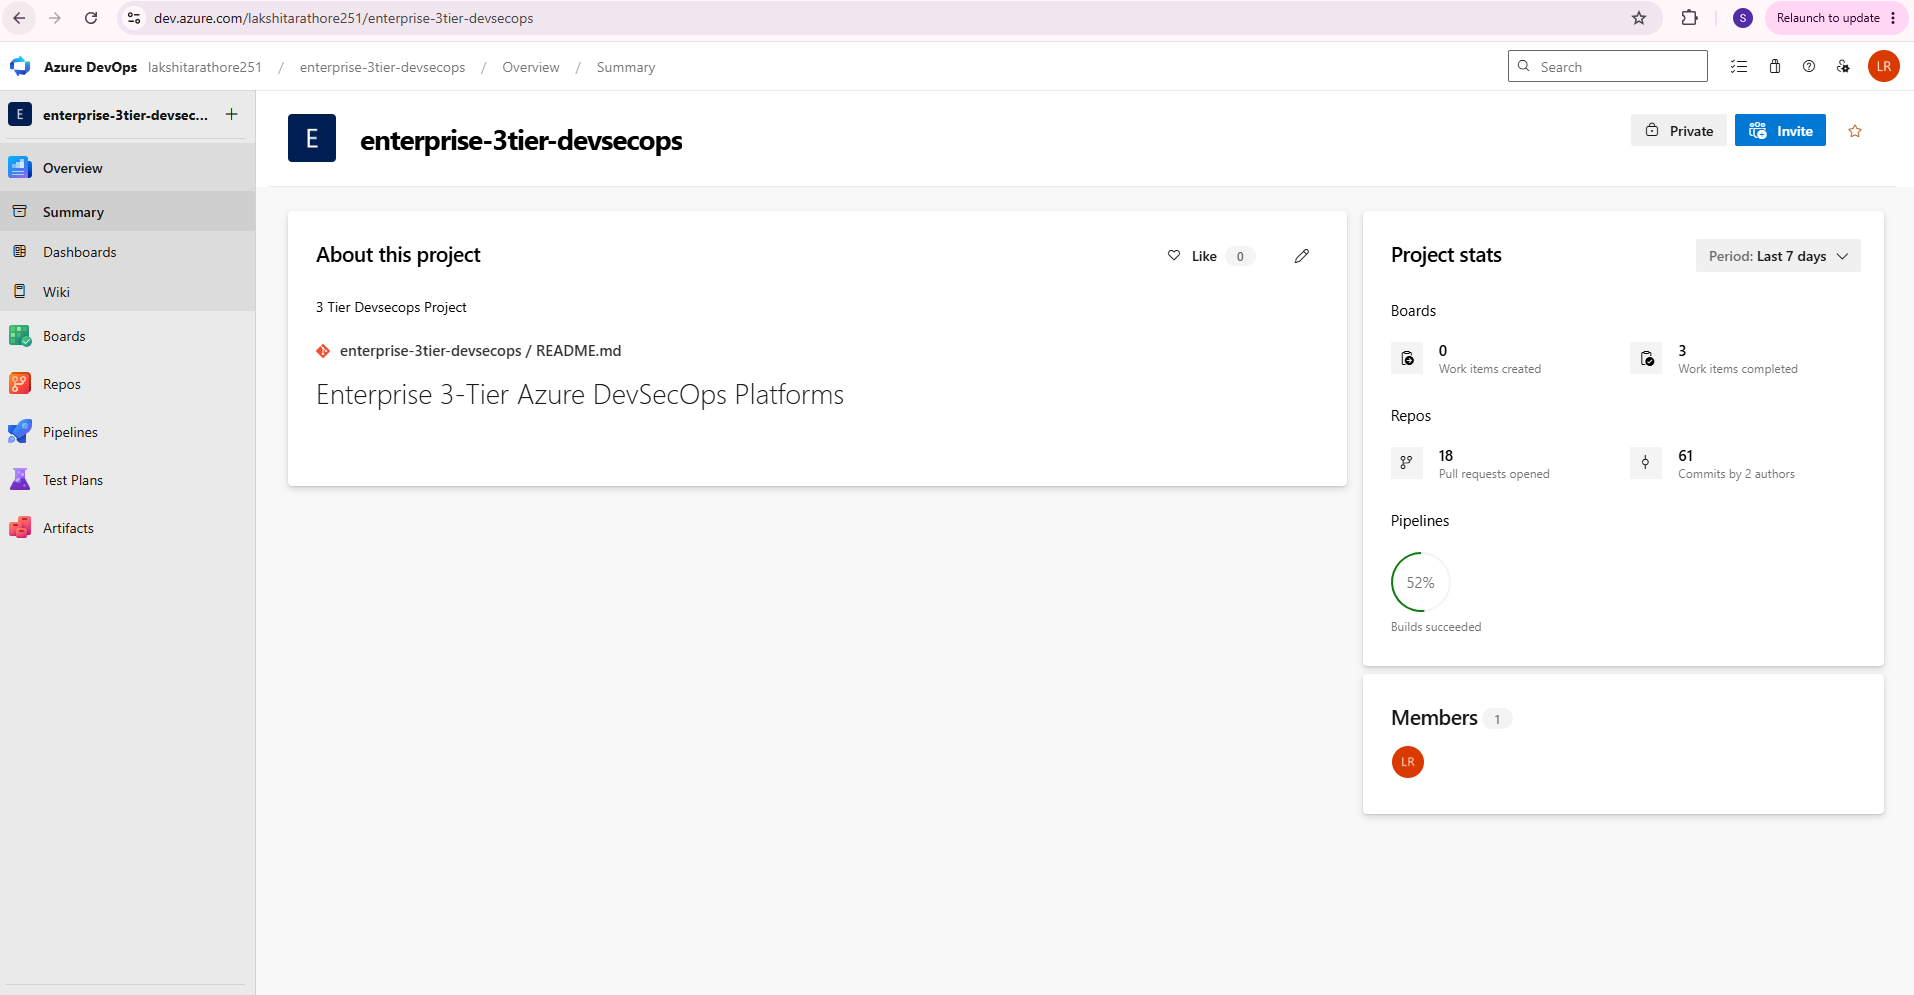 dev.azure.com/lakshitarathore251/enterprise-3tier-devsecops
S
Relaunch to update
Azure DevOps lakshitarathore251 / enterprise-3tier-devsecops / Overview / Summary
Search
LR
E enterprise-3tier-devsec... +
Overview
Summary
Dashboards
Wiki
Boards
Repos
Pipelines
Test Plans
Artifacts
E enterprise-3tier-devsecops
Private
Invite
About this project
Like 0
3 Tier Devsecops Project
enterprise-3tier-devsecops / README.md
Enterprise 3-Tier Azure DevSecOps Platforms
Project stats
Period: Last 7 days
Boards
0
Work items created
3
Work items completed
Repos
18
Pull requests opened
61
Commits by 2 authors
Pipelines
52%
Builds succeeded
Members 1
LR